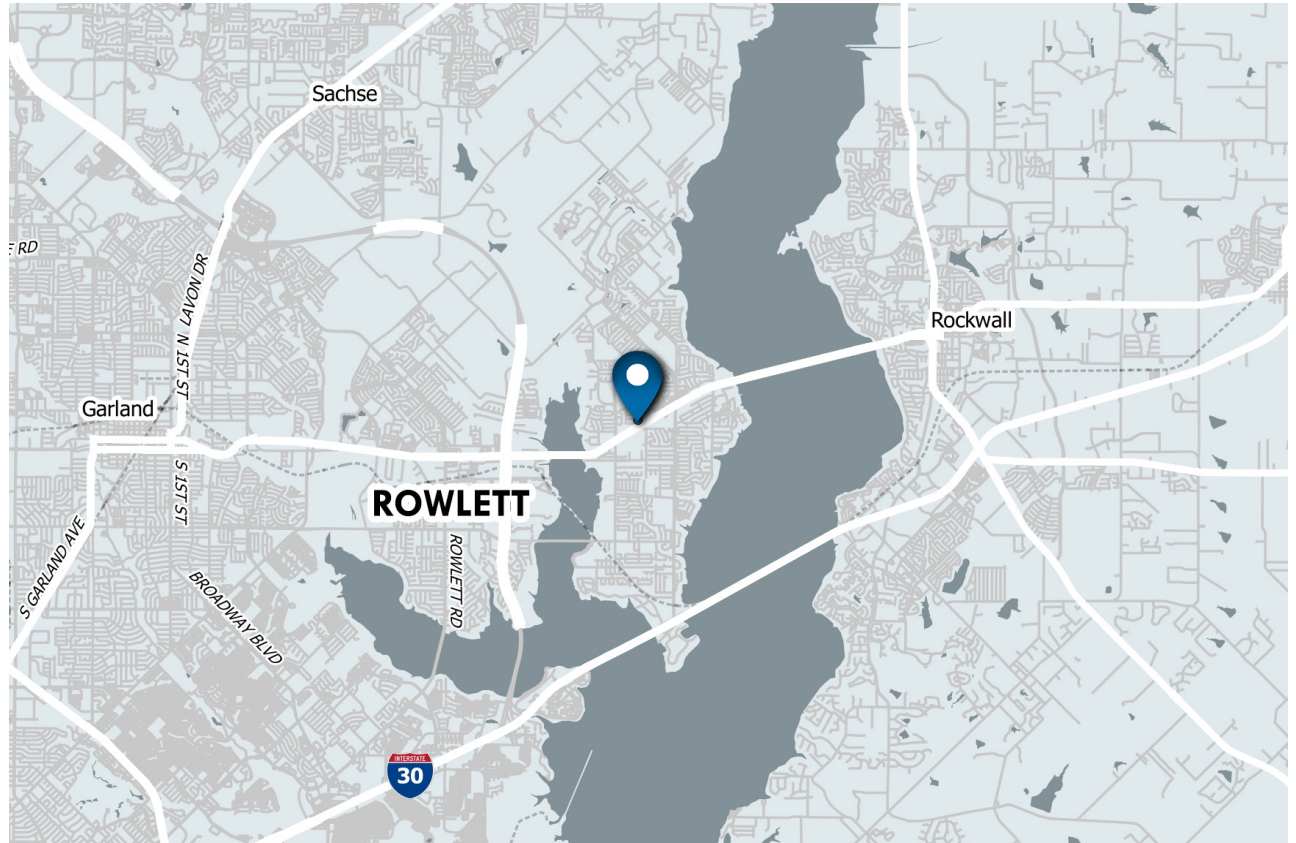 Sachse
E RD
LAVON DR
N 1ST ST
Rockwall
Garland
S 1ST ST
ROWLETT
S GARLAND AVE
ROWLETT RD
BROADWAY BLVD
INTERSTATE
30